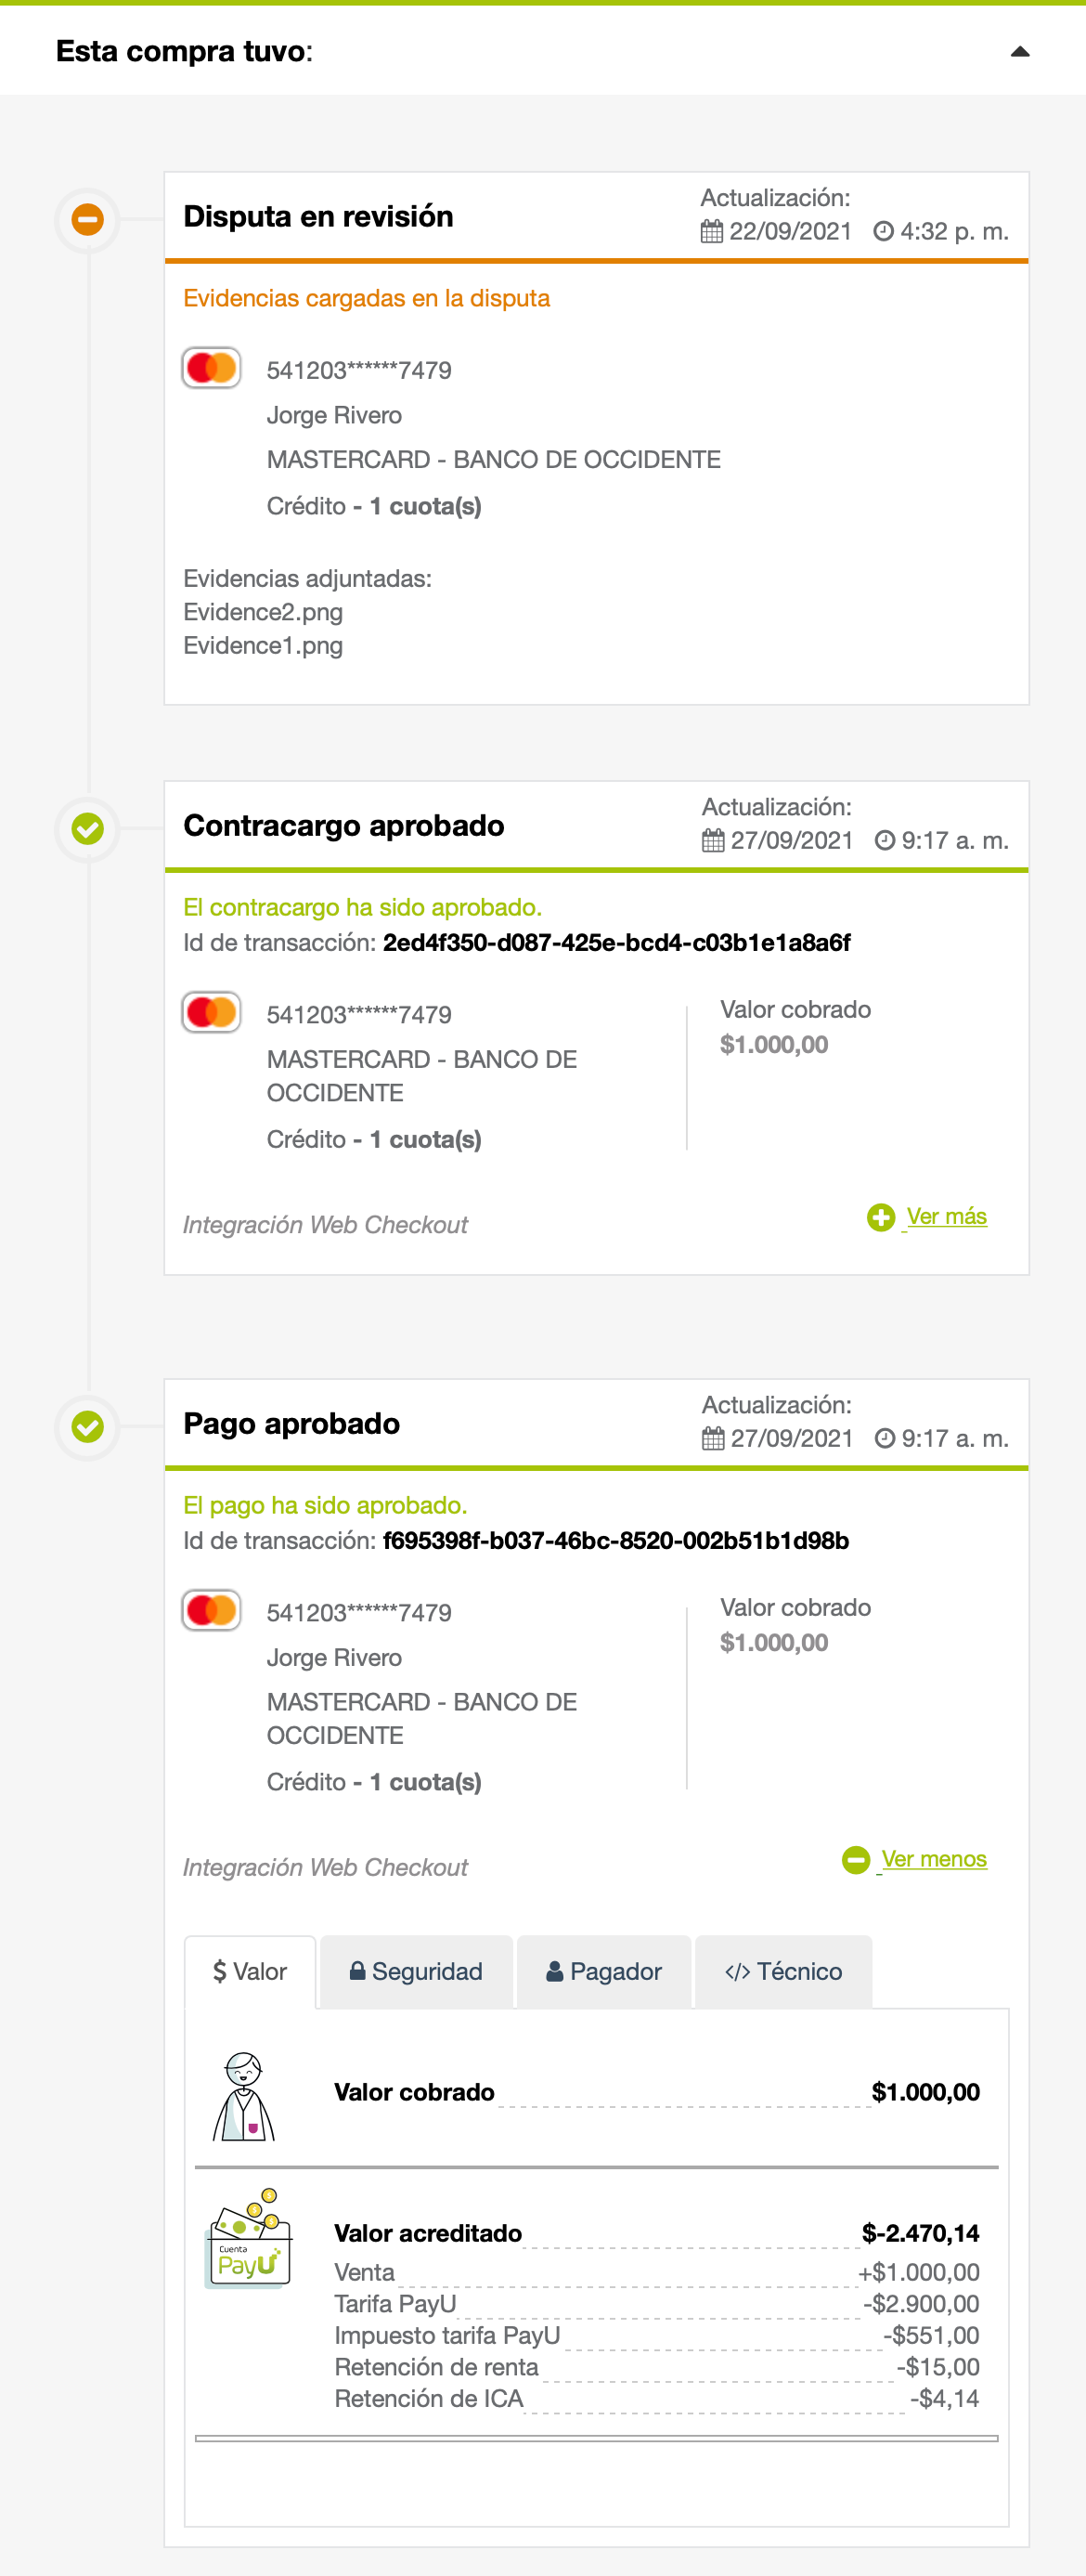 Esta compra tuvo:
Disputa en revisión
Actualización:
22/09/2021 4:32 p. m.
Evidencias cargadas en la disputa
541203******7479
Jorge Rivero
MASTERCARD - BANCO DE OCCIDENTE
Crédito - 1 cuota(s)
Evidencias adjuntadas:
Evidence2.png
Evidence1.png
Contracargo aprobado
Actualización:
27/09/2021 9:17 a. m.
El contracargo ha sido aprobado.
Id de transacción: 2ed4f350-d087-425e-bcd4-c03b1e1a8a6f
541203******7479
MASTERCARD - BANCO DE
OCCIDENTE
Crédito - 1 cuota(s)
Valor cobrado
$1.000,00
Integración Web Checkout
Ver más
Pago aprobado
Actualización:
27/09/2021 9:17 a. m.
El pago ha sido aprobado.
Id de transacción: f695398f-b037-46bc-8520-002b51b1d98b
541203******7479
Jorge Rivero
MASTERCARD - BANCO DE
OCCIDENTE
Crédito - 1 cuota(s)
Valor cobrado
$1.000,00
Integración Web Checkout
Ver menos
$ Valor
Seguridad
Pagador
</> Técnico
Valor cobrado $1.000,00
Cuenta
PayU
Valor acreditado $-2.470,14
Venta +$1.000,00
Tarifa PayU -$2.900,00
Impuesto tarifa PayU -$551,00
Retención de renta -$15,00
Retención de ICA -$4,14